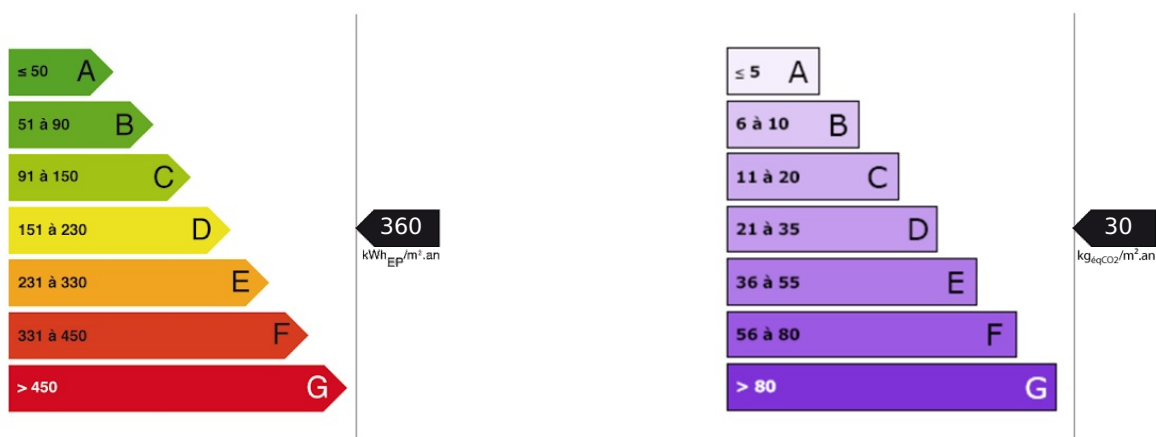 ≤ 50 A
51 à 90 B
91 à 150 C
151 à 230 D
231 à 330 E
331 à 450 F
> 450 G
360
kWhEP/m².an
≤ 5 A
6 à 10 B
11 à 20 C
21 à 35 D
36 à 55 E
56 à 80 F
> 80 G
30
kgéqCO2/m².an